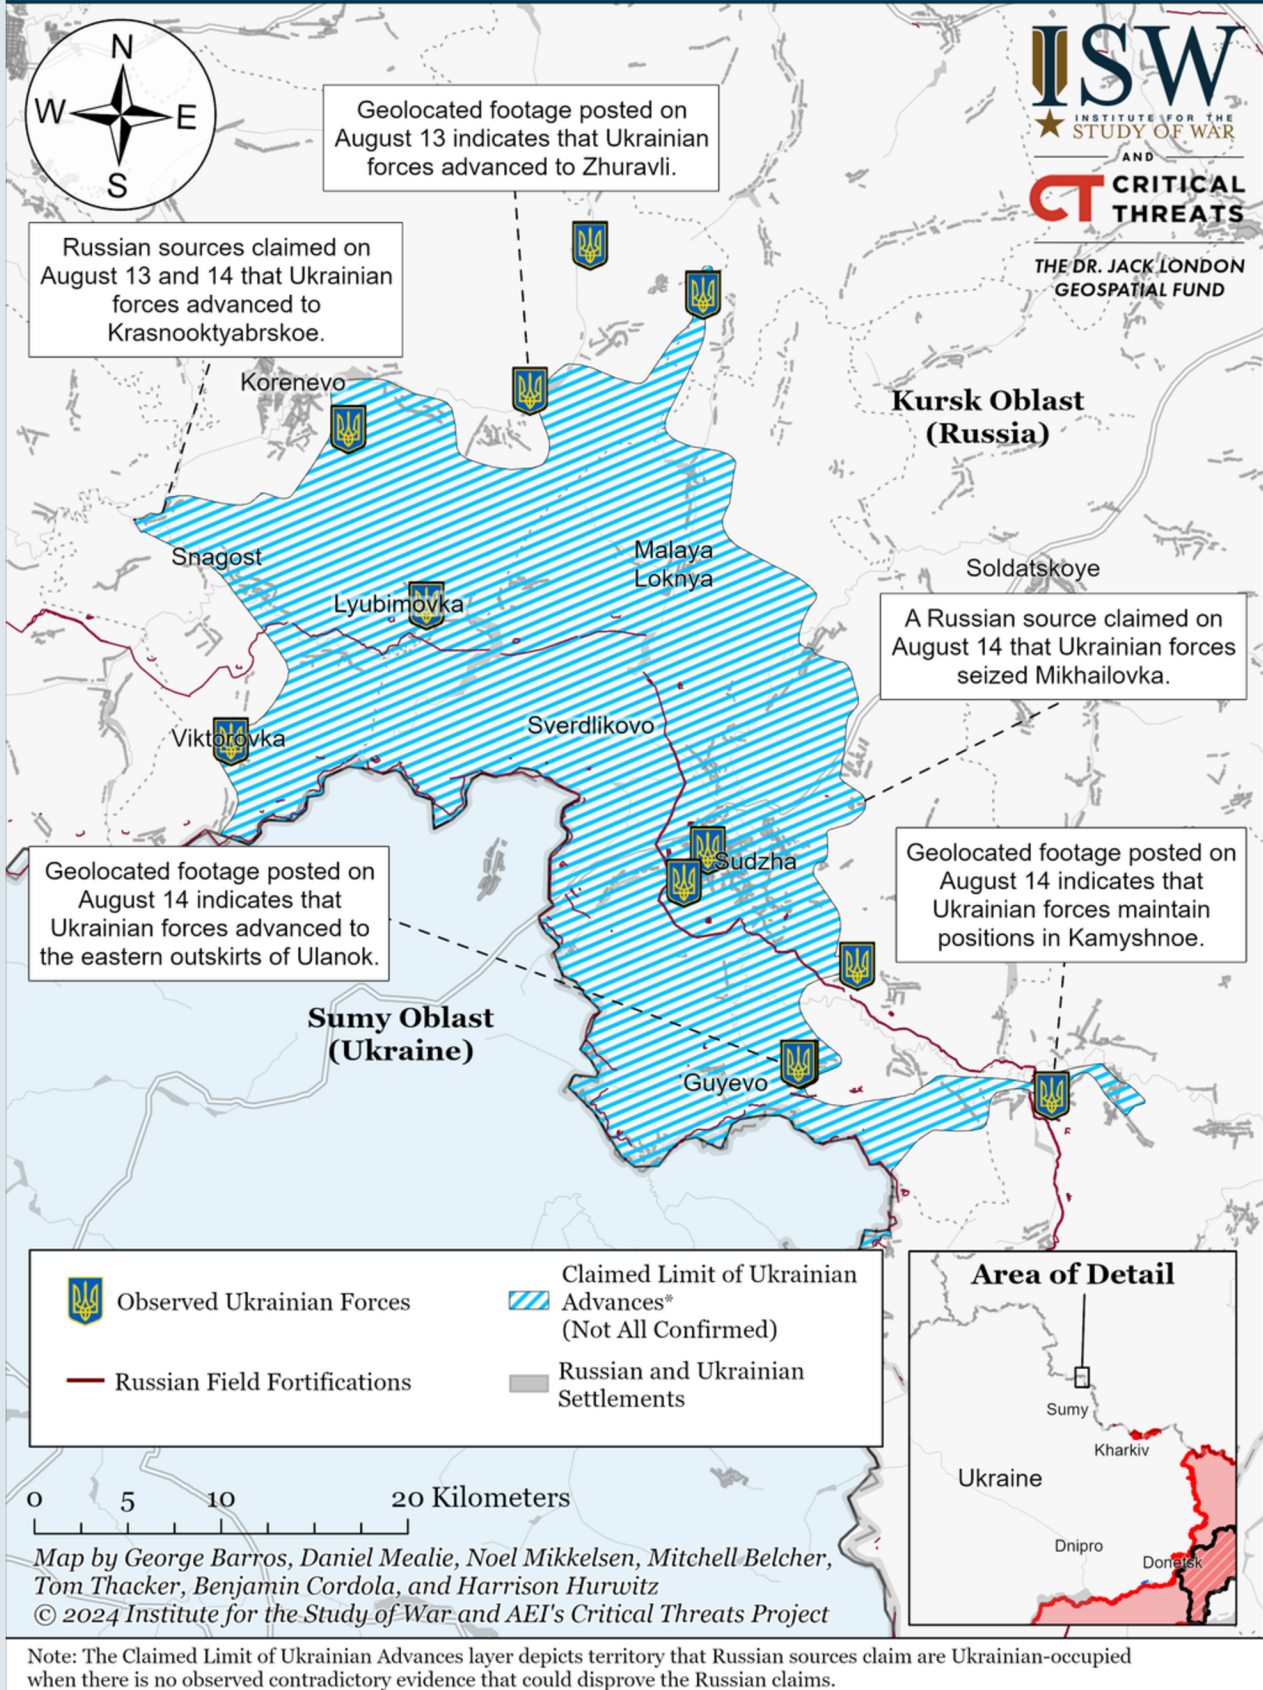 N
W
E
S
Geolocated footage posted on
August 13 indicates that Ukrainian
forces advanced to Zhuravli.
ISW
INSTITUTE FOR THE
STUDY OF WAR
AND
CT CRITICAL
THREATS
THE DR. JACK LONDON
GEOSPATIAL FUND
Russian sources claimed on
August 13 and 14 that Ukrainian
forces advanced to
Krasnooktyabrskoe.
Korenevo
Kursk Oblast
(Russia)
Snagost
Malaya
Loknya
Soldatskoye
Lyubimovka
A Russian source claimed on
August 14 that Ukrainian forces
seized Mikhailovka.
Sverdlikovo
Viktorovka
Sudzha
Geolocated footage posted on
August 14 indicates that
Ukrainian forces advanced to
the eastern outskirts of Ulanok.
Geolocated footage posted on
August 14 indicates that
Ukrainian forces maintain
positions in Kamyshnoe.
Sumy Oblast
(Ukraine)
Guyevo
Observed Ukrainian Forces
Claimed Limit of Ukrainian
Advances*
(Not All Confirmed)
Russian Field Fortifications
Russian and Ukrainian
Settlements
Area of Detail
Sumy
Kharkiv
Ukraine
Dnipro
Donetsk
0 5 10 20 Kilometers
Map by George Barros, Daniel Mealie, Noel Mikkelsen, Mitchell Belcher,
Tom Thacker, Benjamin Cordola, and Harrison Hurwitz
© 2024 Institute for the Study of War and AEI's Critical Threats Project
Note: The Claimed Limit of Ukrainian Advances layer depicts territory that Russian sources claim are Ukrainian-occupied
when there is no observed contradictory evidence that could disprove the Russian claims.